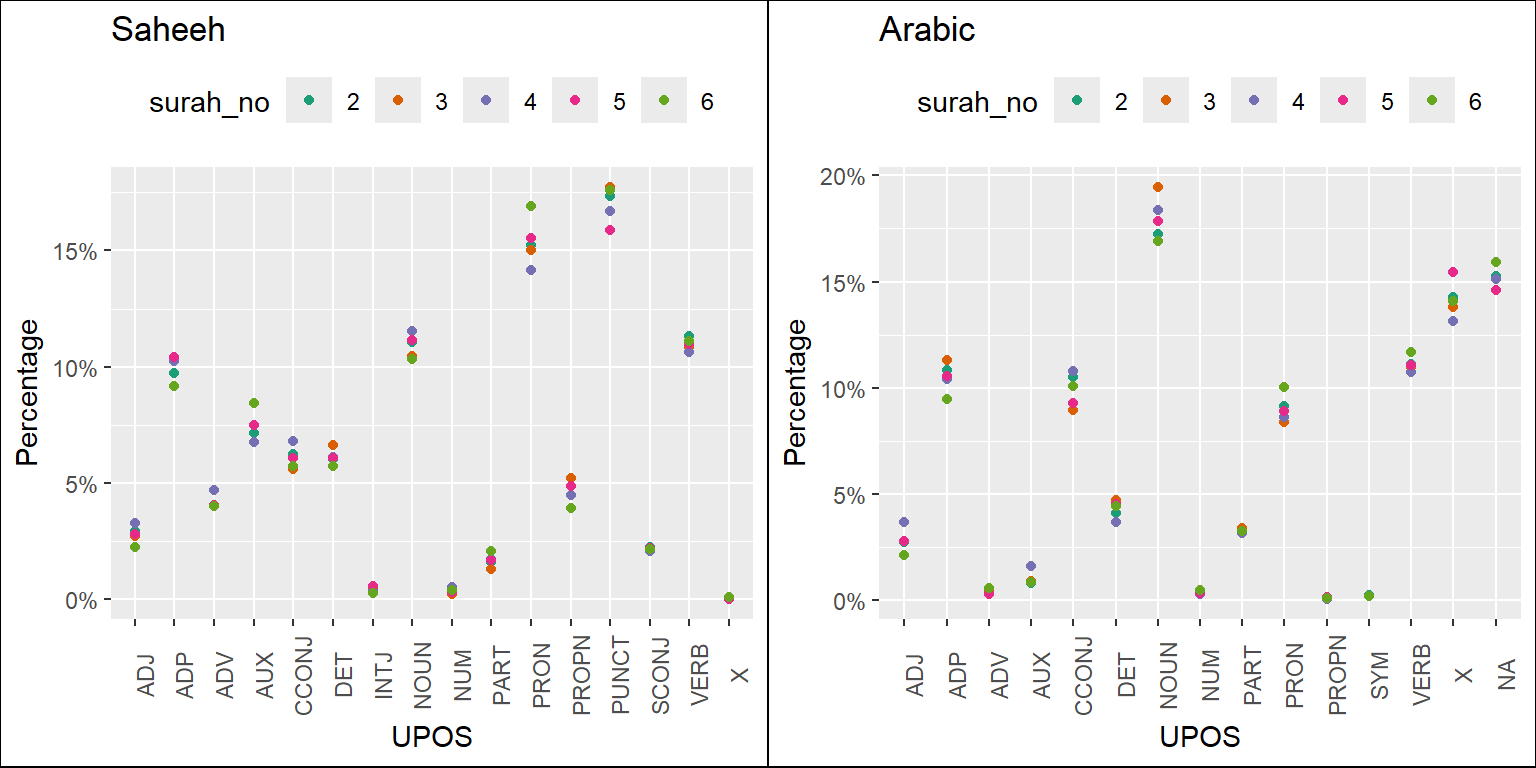 Saheeh
surah_no 2 3 4 5 6
Percentage
15%
10%
5%
0%
ADJ ADP ADV AUX CCONJ DET INTJ NOUN NUM PART PRON PROPN PUNCT SCONJ VERB X
UPOS
Arabic
surah_no 2 3 4 5 6
Percentage
20%
15%
10%
5%
0%
ADJ ADP ADV AUX CCONJ DET NOUN NUM PART PRON PROPN SYM VERB X NA
UPOS